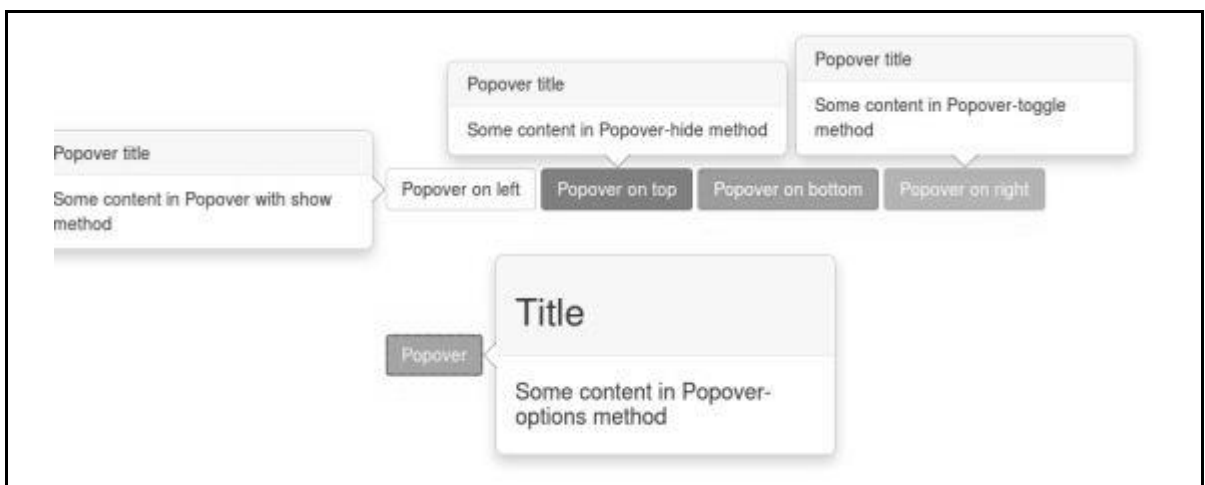 Popover title
Some content in Popover-toggle
method
Popover title
Some content in Popover-hide method
Popover title
Some content in Popover with show
method
Popover on left
Popover on top
Popover on bottom
Popover on right
Title
Some content in Popover-
options method
Popover